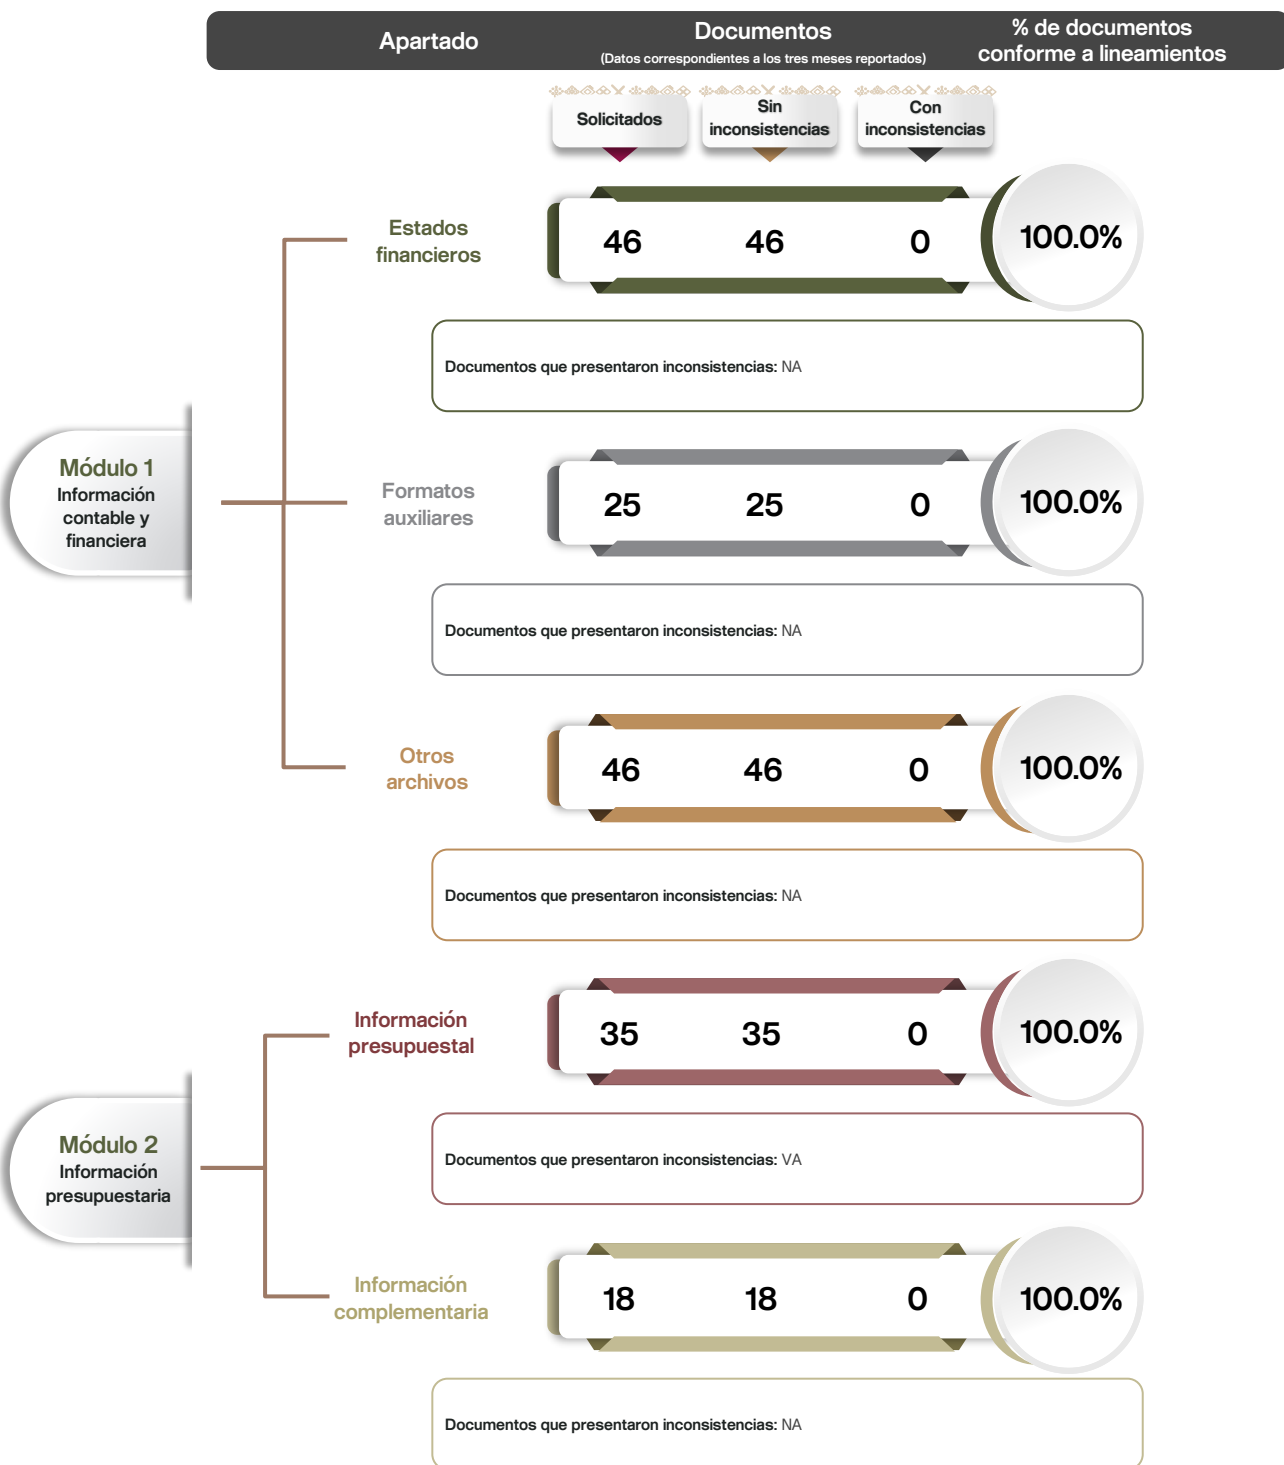 Apartado
Documentos
(Datos correspondientes a los tres meses reportados)
% de documentos
conforme a lineamientos
Solicitados
Sin
inconsistencias
Con
inconsistencias
Módulo 1
Información
contable y
financiera
Estados
financieros
46 46 0 100.0%
Documentos que presentaron inconsistencias: NA
Formatos
auxiliares
25 25 0 100.0%
Documentos que presentaron inconsistencias: NA
Otros
archivos
46 46 0 100.0%
Documentos que presentaron inconsistencias: NA
Módulo 2
Información
presupuestaria
Información
presupuestal
35 35 0 100.0%
Documentos que presentaron inconsistencias: VA
Información
complementaria
18 18 0 100.0%
Documentos que presentaron inconsistencias: NA